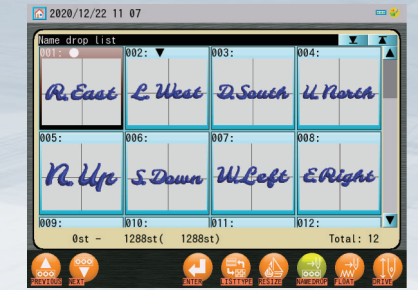 2020/12/22 11 07
Name drop list
001: 002: ▼ 003: 004:
R.East L.West D.South U.North
005: 006: 007: 008:
N.Up S.Down W.Left E.Right
009: 010: 011: 012:
0st - 1288st( 1288st) Total: 12
PREVIOUS NEXT ENTER LISTTYPE RESIZE NAMEDROP FLOAT DRIVE